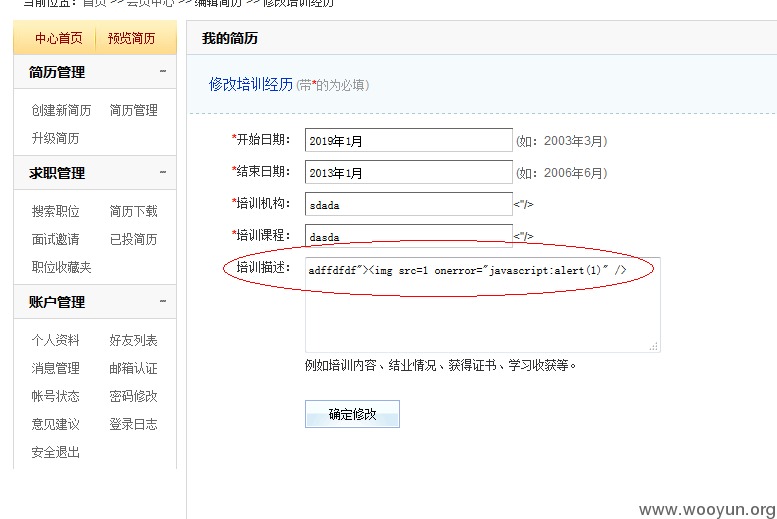 当前位置：首页 >> 会员中心 >> 编辑简历 >> 修改培训经历
中心首页 预览简历
简历管理 −
创建新简历 简历管理
升级简历
求职管理 −
搜索职位 简历下载
面试邀请 已投简历
职位收藏夹
账户管理 −
个人资料 好友列表
消息管理 邮箱认证
帐号状态 密码修改
意见建议 登录日志
安全退出
我的简历
修改培训经历 (带*的为必填)
*开始日期： 2019年1月 (如：2003年3月)
*结束日期： 2013年1月 (如：2006年6月)
*培训机构： sdada <"/>
*培训课程： dasda <"/>
培训描述： adffdfdf"><img src=1 onerror="javascript:alert(1)" />
例如培训内容、结业情况、获得证书、学习收获等。
确定修改
www.wooyun.org